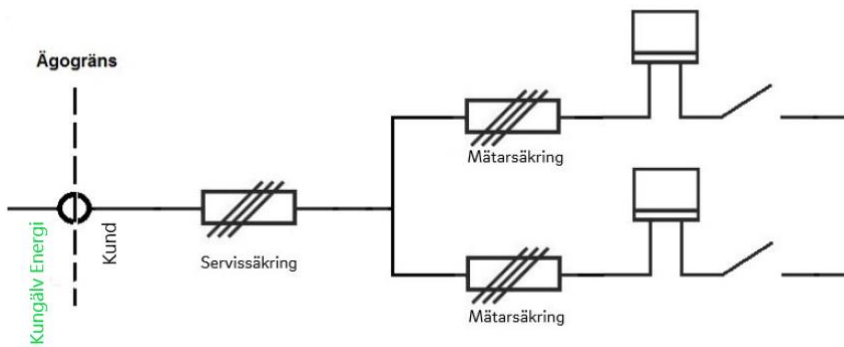 Ägogräns
Mätarsäkring
Kungälv Energi
Kund
Servissäkring
Mätarsäkring